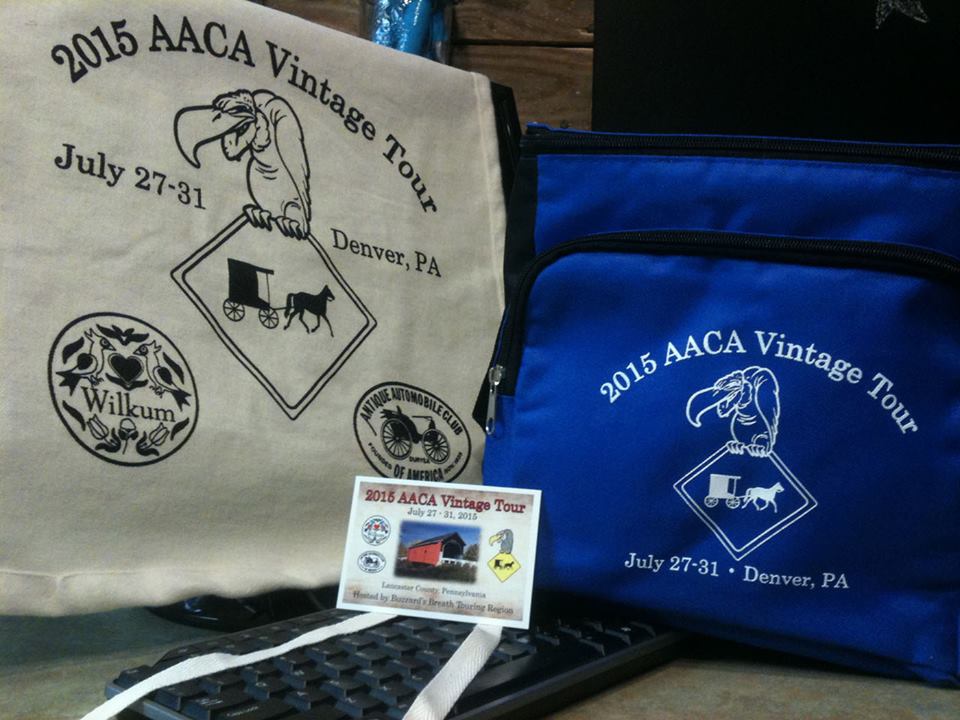 2015 AACA Vintage Tour
July 27-31
Denver, PA
Wilkum
ANTIQUE AUTOMOBILE CLUB
OF AMERICA
FOUNDED
DURYEA
2015 AACA Vintage Tour
July 27 - 31, 2015
Lancaster County, Pennsylvania
Hosted by Buzzard's Breath Touring Region
2015 AACA Vintage Tour
July 27-31 • Denver, PA